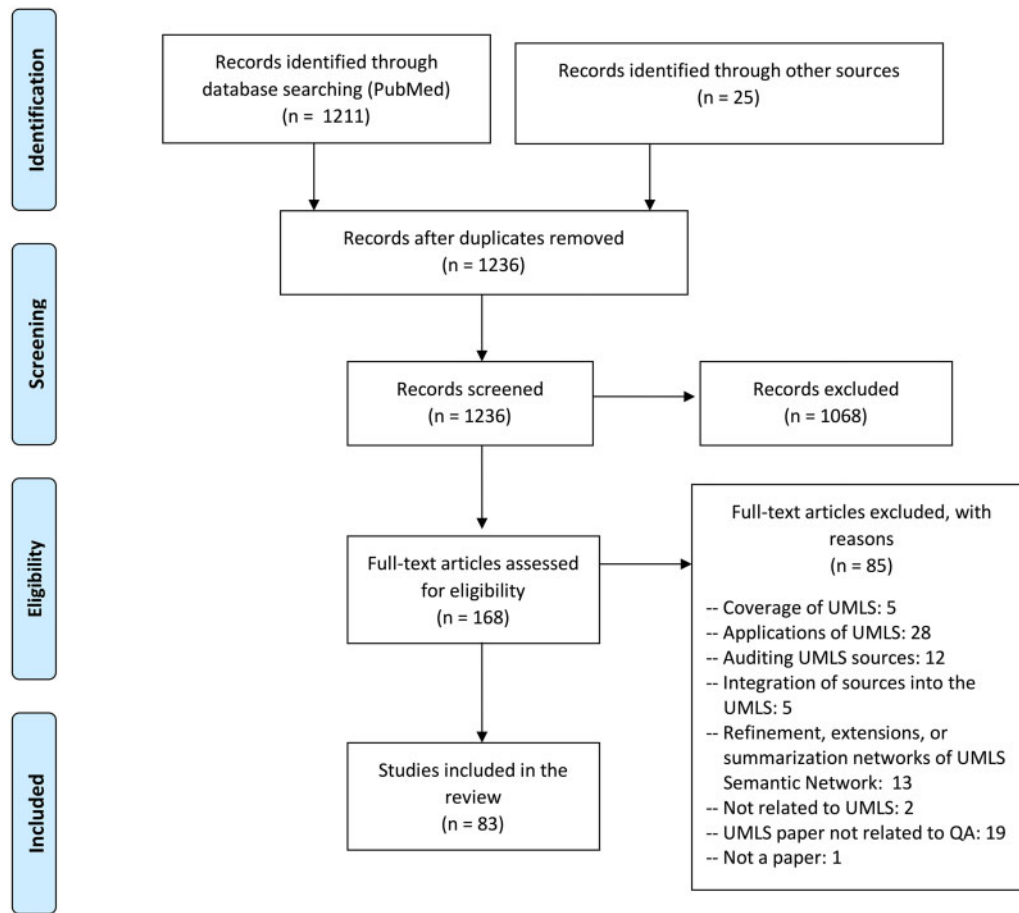 Identification
Records identified through
database searching (PubMed)
(n = 1211)
Records identified through other sources
(n = 25)
Records after duplicates removed
(n = 1236)
Screening
Records screened
(n = 1236)
Records excluded
(n = 1068)
Eligibility
Full-text articles assessed
for eligibility
(n = 168)
Full-text articles excluded, with
reasons
(n = 85)
-- Coverage of UMLS: 5
-- Applications of UMLS: 28
-- Auditing UMLS sources: 12
-- Integration of sources into the
UMLS: 5
-- Refinement, extensions, or
summarization networks of UMLS
Semantic Network: 13
-- Not related to UMLS: 2
-- UMLS paper not related to QA: 19
-- Not a paper: 1
Included
Studies included in the
review
(n = 83)